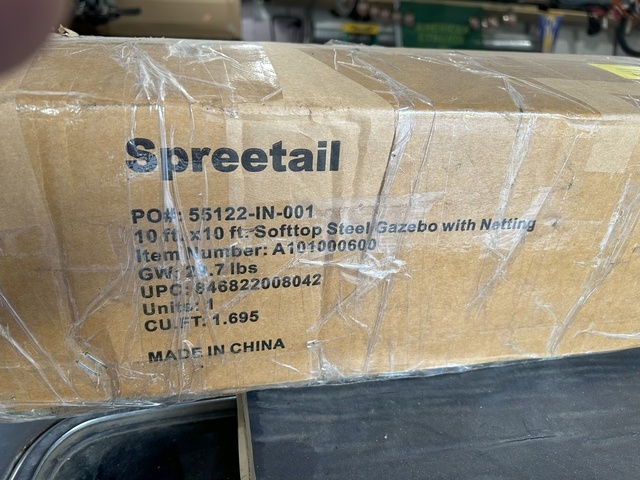 Spreetail
PO#: 55122-IN-001
10 ft. x10 ft. Softtop Steel Gazebo with Netting
Item Number: A101000600
GW: .7 lbs
UPC: 846822008042
Units: 1
CU.FT: 1.695
MADE IN CHINA